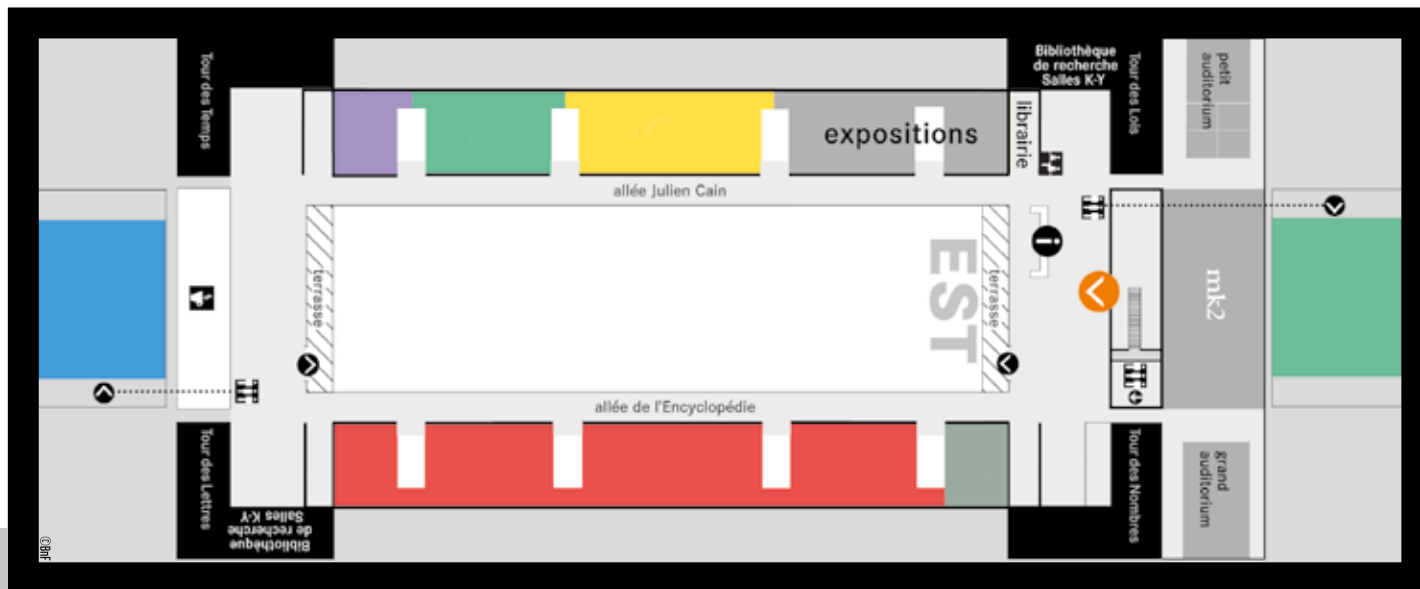 Tour des Temps
Bibliothèque
de recherche
Salles K-Y
Tour des Lois
petit
auditorium
expositions
librairie
allée Julien Cain
terrasse
EST
terrasse
mk2
allée de l'Encyclopédie
Tour des Lettres
Bibliothèque
de recherche
Salles K-Y
Tour des Nombres
grand
auditorium
©BnF